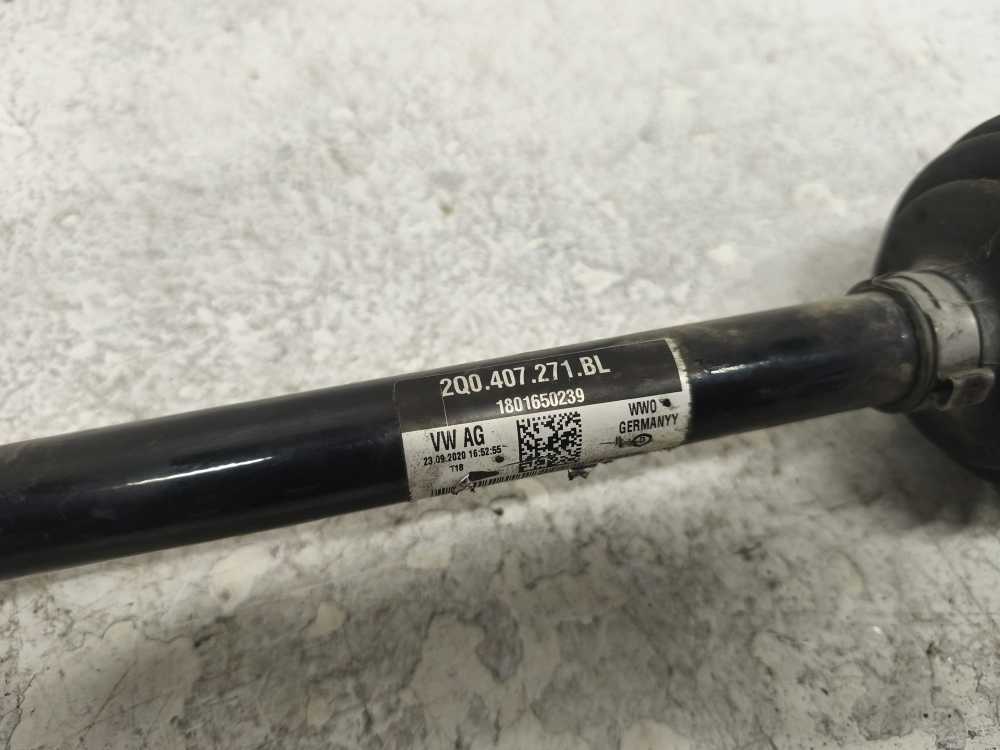 2Q0.407.271.BL
1801650239
VW AG
23.09.2020 16:52:55
T18
WWO
GERMANYY